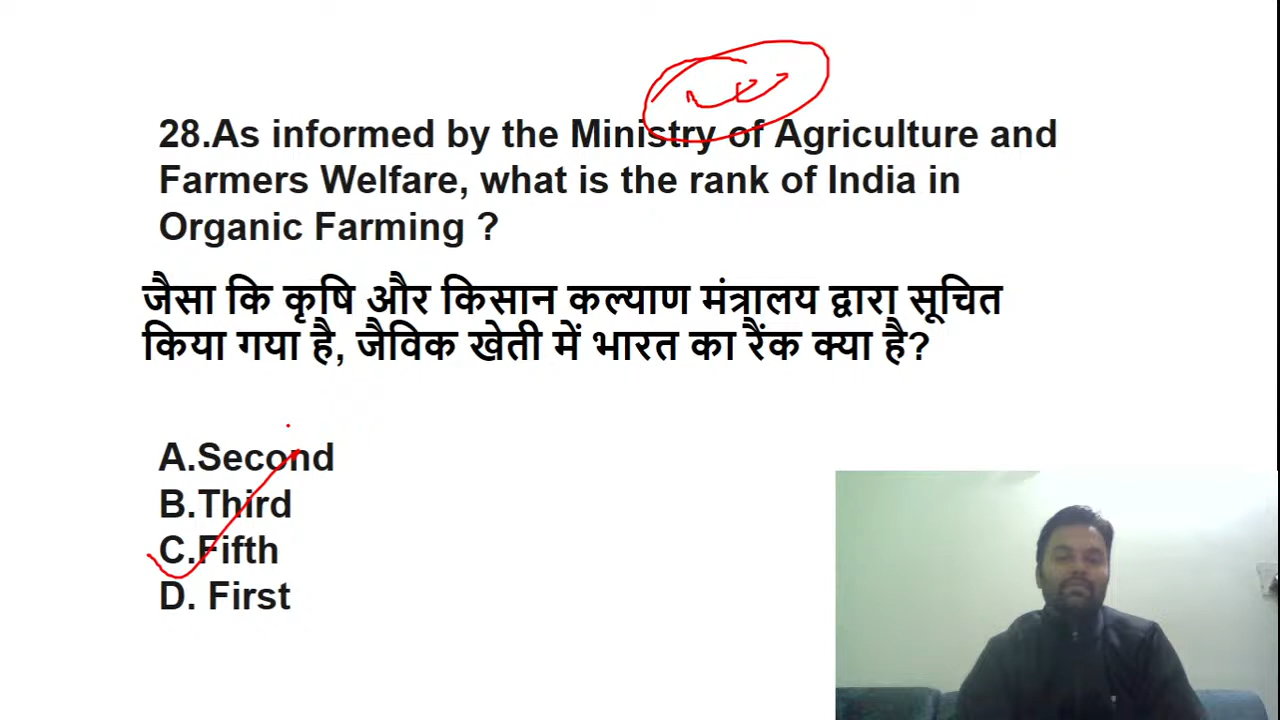 28.As informed by the Ministry of Agriculture and
Farmers Welfare, what is the rank of India in
Organic Farming ?
जैसा कि कृषि और किसान कल्याण मंत्रालय द्वारा सूचित
किया गया है, जैविक खेती में भारत का रैंक क्या है?
A.Second
B.Third
C.Fifth
D. First